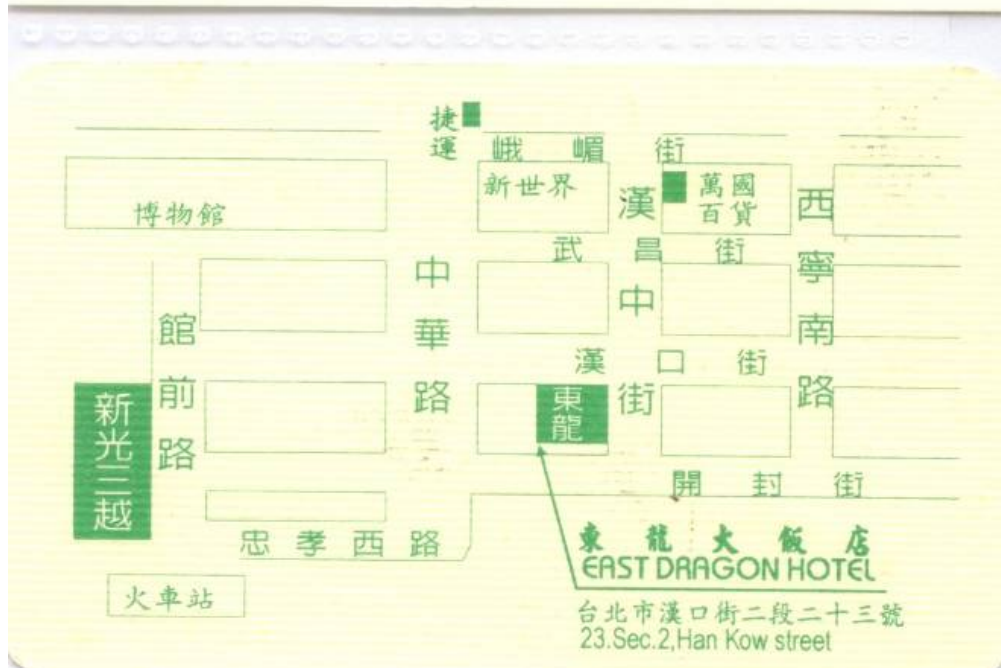 捷運
峨嵋街
新世界
萬國
百貨
博物館
漢中街
西寧南路
武昌街
中華路
館前路
漢口街
新光三越
東龍
開封街
忠孝西路
東龍大飯店
EAST DRAGON HOTEL
火車站
台北市漢口街二段二十三號
23.Sec.2,Han Kow street